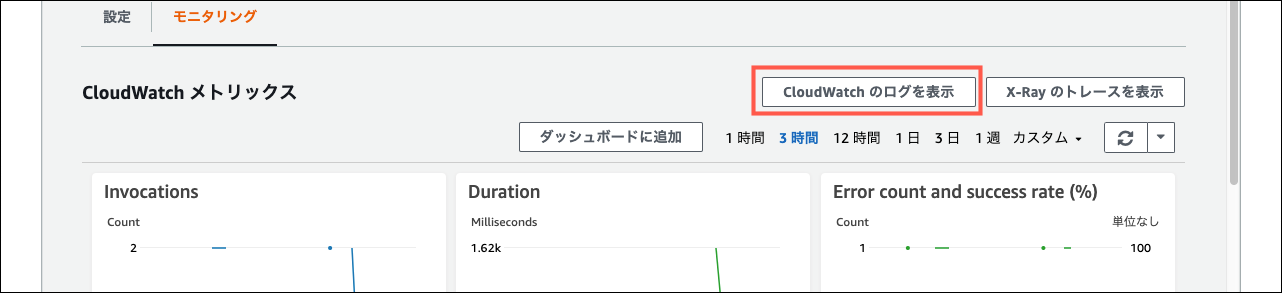 設定 モニタリング
CloudWatch メトリックス CloudWatch のログを表示 X-Ray のトレースを表示
ダッシュボードに追加 1 時間 3 時間 12 時間 1 日 3 日 1 週 カスタム
Invocations Duration Error count and success rate (%)
Count Milliseconds Count 単位なし
2 1.62k 1 100